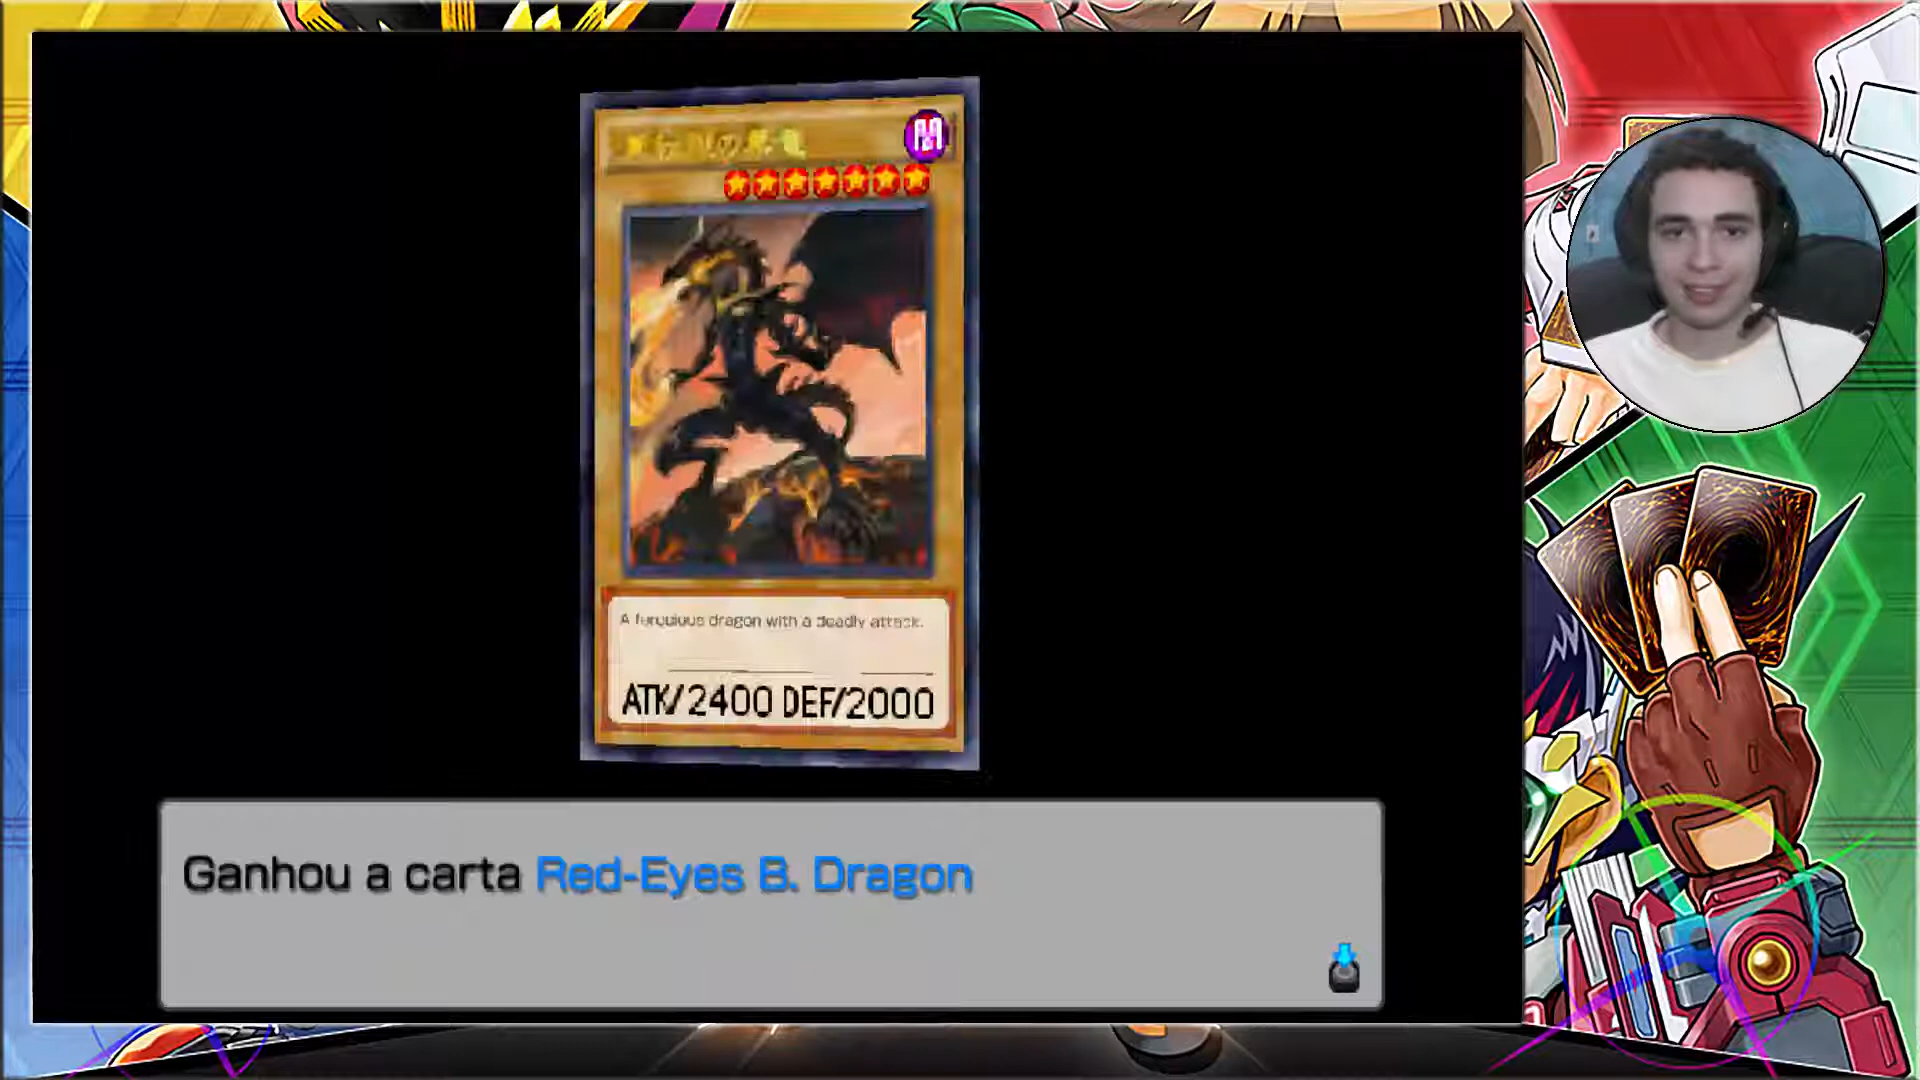 A ferocious dragon with a deadly attack.
ATK/2400 DEF/2000
Ganhou a carta Red-Eyes B. Dragon